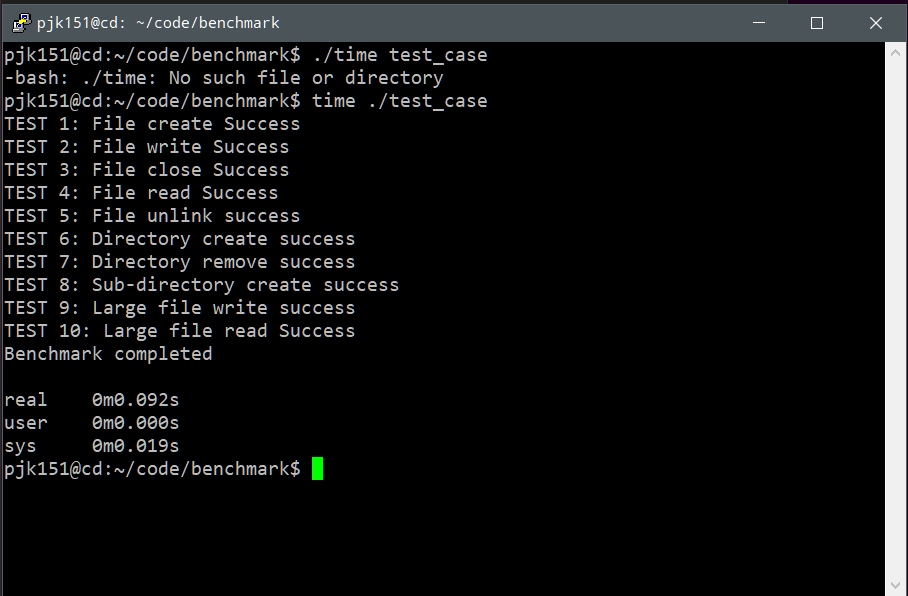 pjk151@cd: ~/code/benchmark
pjk151@cd:~/code/benchmark$ ./time test_case
-bash: ./time: No such file or directory
pjk151@cd:~/code/benchmark$ time ./test_case
TEST 1: File create Success
TEST 2: File write Success
TEST 3: File close Success
TEST 4: File read Success
TEST 5: File unlink success
TEST 6: Directory create success
TEST 7: Directory remove success
TEST 8: Sub-directory create success
TEST 9: Large file write success
TEST 10: Large file read Success
Benchmark completed
real    0m0.092s
user    0m0.000s
sys     0m0.019s
pjk151@cd:~/code/benchmark$